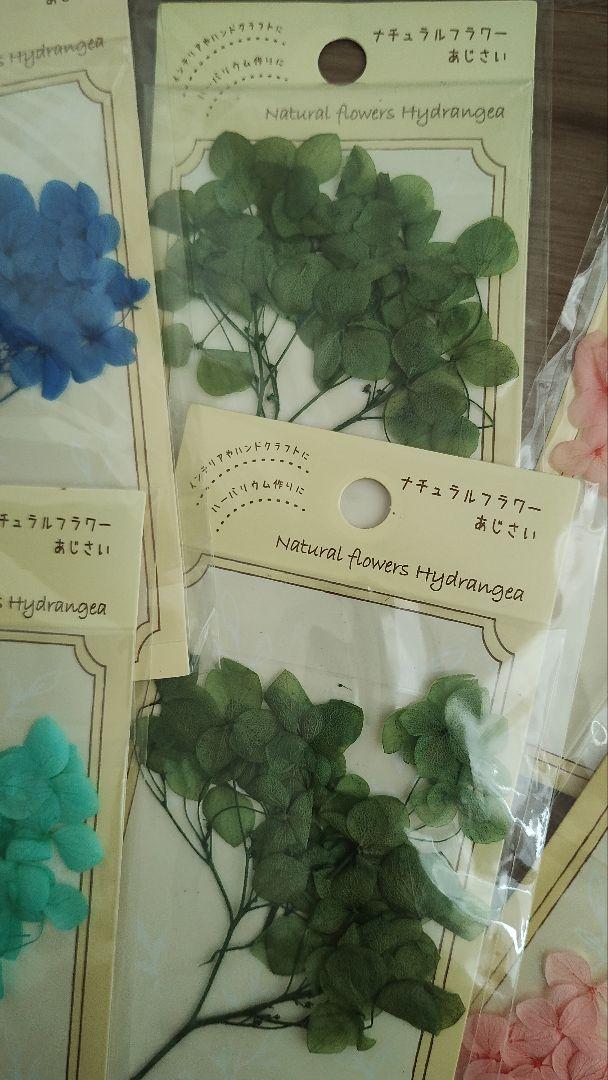 s Hydrangea
インテリアやハンドクラフトに
ハーバリウム作りに
ナチュラルフラワー
あじさい
Natural flowers Hydrangea
インテリアやハンドクラフトに
ハーバリウム作りに
ナチュラルフラワー
あじさい
Natural flowers Hydrangea
チュラルフラワー
あじさい
s Hydrangea